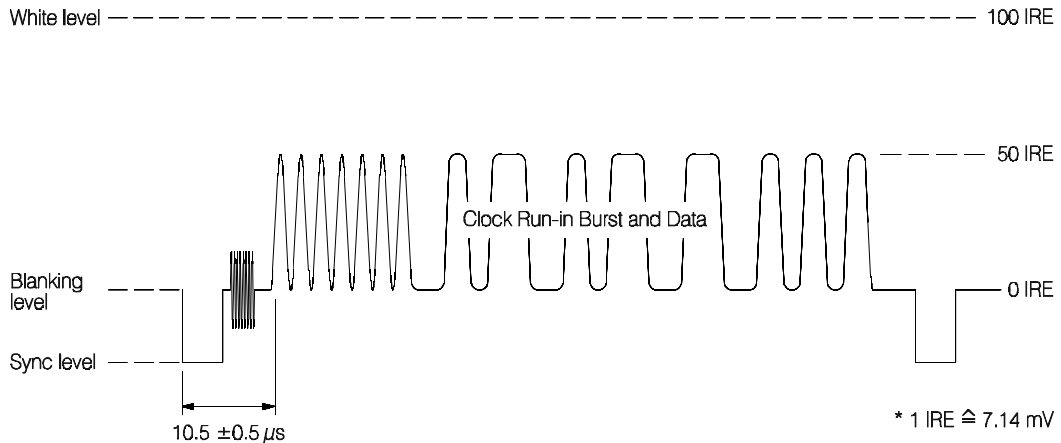 White level
100 IRE
50 IRE
Clock Run-in Burst and Data
Blanking
level
0 IRE
Sync level
10.5 ±0.5 µs
* 1 IRE ≙ 7.14 mV